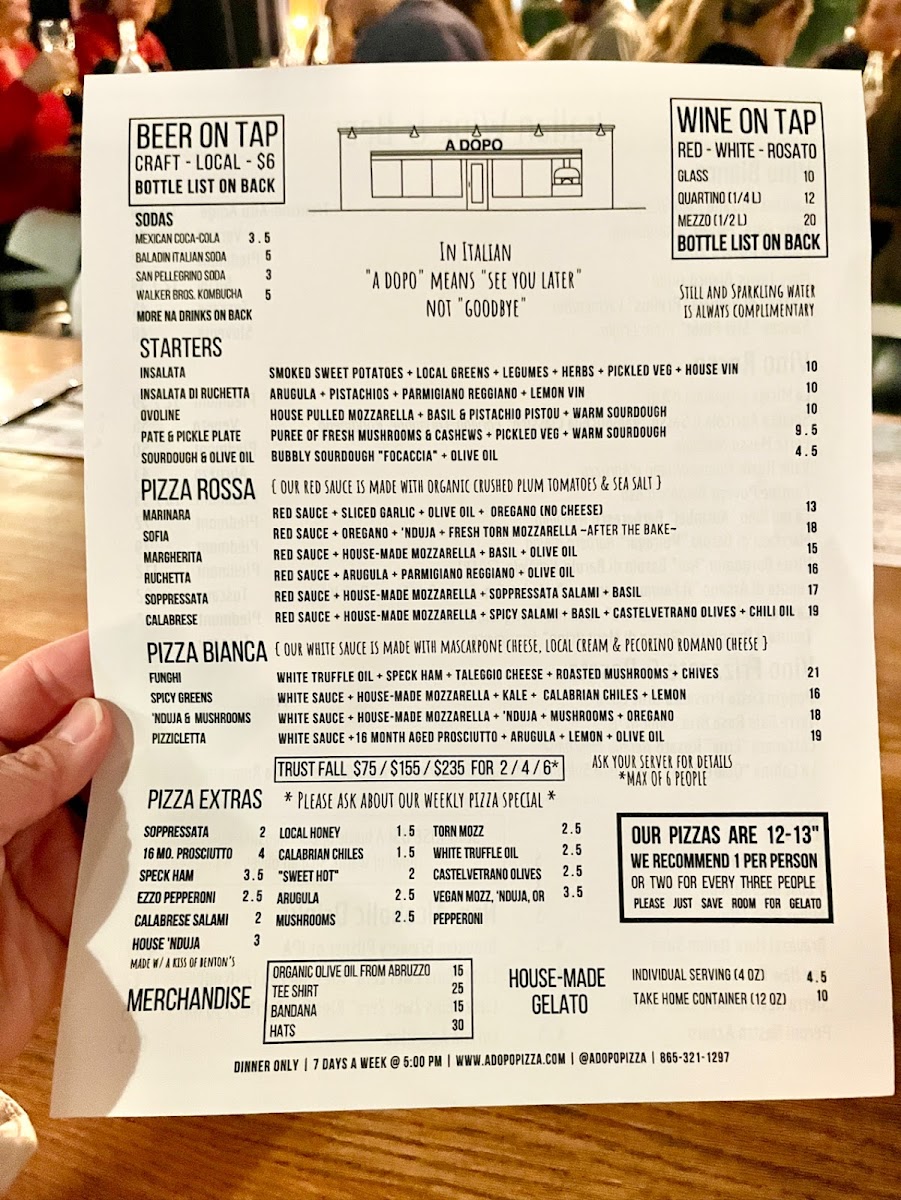 BEER ON TAP
CRAFT - LOCAL - $6
BOTTLE LIST ON BACK
SODAS
MEXICAN COCA-COLA 3.5
BALADIN ITALIAN SODA 5
SAN PELLEGRINO SODA 3
WALKER BROS. KOMBUCHA 5
MORE NA DRINKS ON BACK
A DOPO
IN ITALIAN
"A DOPO" MEANS "SEE YOU LATER"
NOT "GOODBYE"
WINE ON TAP
RED - WHITE - ROSATO
GLASS 10
QUARTINO (1/4 L) 12
MEZZO (1/2 L) 20
BOTTLE LIST ON BACK
STILL AND SPARKLING WATER
IS ALWAYS COMPLIMENTARY
STARTERS
INSALATA SMOKED SWEET POTATOES + LOCAL GREENS + LEGUMES + HERBS + PICKLED VEG + HOUSE VIN 10
INSALATA DI RUCHETTA ARUGULA + PISTACHIOS + PARMIGIANO REGGIANO + LEMON VIN 10
OVOLINE HOUSE PULLED MOZZARELLA + BASIL & PISTACHIO PISTOU + WARM SOURDOUGH 10
PATE & PICKLE PLATE PUREE OF FRESH MUSHROOMS & CASHEWS + PICKLED VEG + WARM SOURDOUGH 9.5
SOURDOUGH & OLIVE OIL BUBBLY SOURDOUGH "FOCACCIA" + OLIVE OIL 4.5
PIZZA ROSSA { OUR RED SAUCE IS MADE WITH ORGANIC CRUSHED PLUM TOMATOES & SEA SALT }
MARINARA RED SAUCE + SLICED GARLIC + OLIVE OIL + OREGANO (NO CHEESE) 13
SOFIA RED SAUCE + OREGANO + 'NDUJA + FRESH TORN MOZZARELLA ~AFTER THE BAKE~ 18
MARGHERITA RED SAUCE + HOUSE-MADE MOZZARELLA + BASIL + OLIVE OIL 15
RUCHETTA RED SAUCE + ARUGULA + PARMIGIANO REGGIANO + OLIVE OIL 16
SOPPRESSATA RED SAUCE + HOUSE-MADE MOZZARELLA + SOPPRESSATA SALAMI + BASIL 17
CALABRESE RED SAUCE + HOUSE-MADE MOZZARELLA + SPICY SALAMI + BASIL + CASTELVETRANO OLIVES + CHILI OIL 19
PIZZA BIANCA { OUR WHITE SAUCE IS MADE WITH MASCARPONE CHEESE, LOCAL CREAM & PECORINO ROMANO CHEESE }
FUNGHI WHITE TRUFFLE OIL + SPECK HAM + TALEGGIO CHEESE + ROASTED MUSHROOMS + CHIVES 21
SPICY GREENS WHITE SAUCE + HOUSE-MADE MOZZARELLA + KALE + CALABRIAN CHILES + LEMON 16
'NDUJA & MUSHROOMS WHITE SAUCE + HOUSE-MADE MOZZARELLA + 'NDUJA + MUSHROOMS + OREGANO 18
PIZZICLETTA WHITE SAUCE +16 MONTH AGED PROSCIUTTO + ARUGULA + LEMON + OLIVE OIL 19
TRUST FALL $75 / $155 / $235 FOR 2 / 4 / 6*
ASK YOUR SERVER FOR DETAILS
*MAX OF 6 PEOPLE
PIZZA EXTRAS * PLEASE ASK ABOUT OUR WEEKLY PIZZA SPECIAL *
SOPPRESSATA 2 LOCAL HONEY 1.5 TORN MOZZ 2.5
16 MO. PROSCIUTTO 4 CALABRIAN CHILES 1.5 WHITE TRUFFLE OIL 2.5
SPECK HAM 3.5 "SWEET HOT" 2 CASTELVETRANO OLIVES 2.5
EZZO PEPPERONI 2.5 ARUGULA 2.5 VEGAN MOZZ, 'NDUJA, OR 3.5
CALABRESE SALAMI 2 MUSHROOMS 2.5 PEPPERONI
HOUSE 'NDUJA 3
MADE W/ A KISS OF BENTON'S
OUR PIZZAS ARE 12-13"
WE RECOMMEND 1 PER PERSON
OR TWO FOR EVERY THREE PEOPLE
PLEASE JUST SAVE ROOM FOR GELATO
MERCHANDISE
ORGANIC OLIVE OIL FROM ABRUZZO 15
TEE SHIRT 25
BANDANA 15
HATS 30
HOUSE-MADE
GELATO
INDIVIDUAL SERVING (4 OZ) 4.5
TAKE HOME CONTAINER (12 OZ) 10
DINNER ONLY | 7 DAYS A WEEK @ 5:00 PM | WWW.ADOPOPIZZA.COM | @ADOPOPIZZA | 865-321-1297